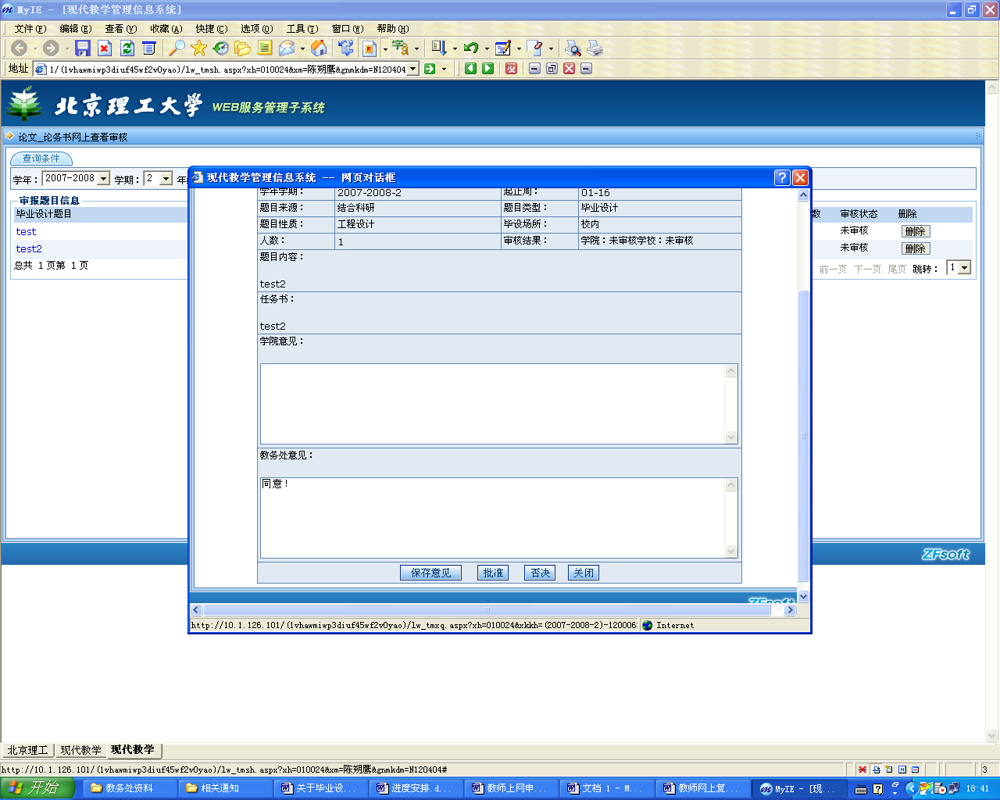 MyIE - [现代教学管理信息系统]
文件(F) 编辑(E) 查看(V) 收藏(A) 快捷(C) 选项(O) 工具(T) 窗口(W) 帮助(H)
地址 1/(1vhawmiwp3diuf45wf2v0yao)/lw_tmsh.aspx?xh=010024&xm=陈朔鹰&gnmkdm=N120404
北京理工大学 WEB服务管理子系统
论文_论务书网上查看审核
查询条件
学年: 2007-2008 学期: 2
审报题目信息
毕业设计题目 数 审核状态 删除
test 未审核 删除
test2 未审核 删除
总共 1 页第 1 页 前一页 下一页 尾页 跳转: 1
现代教学管理信息系统 -- 网页对话框
学年学期: 2007-2008-2 起止周: 01-16
题目来源: 结合科研 题目类型: 毕业设计
题目性质: 工程设计 毕设场所: 校内
人数: 1 审核结果: 学院：未审核学校：未审核
题目内容:
test2
任务书:
test2
学院意见:
教务处意见:
同意!
保存意见 批准 否决 关闭
ZFsoft
ZFsoft
http://10.1.126.101/(1vhawmiwp3diuf45wf2v0yao)/lw_tmxq.aspx?xh=010024&xkkh=(2007-2008-2)-120006 Internet
北京理工 现代教学 现代教学
http://10.1.126.101/(1vhawmiwp3diuf45wf2v0yao)/lw_tmsh.aspx?xh=010024&xm=陈朔鹰&gnmkdm=N120404# 3
开始 教务处资料 相关通知 关于毕业设... 进度安排.d... 教师上网申... 文档 1 - M... 教师网上复... MyIE - [现... 18:41